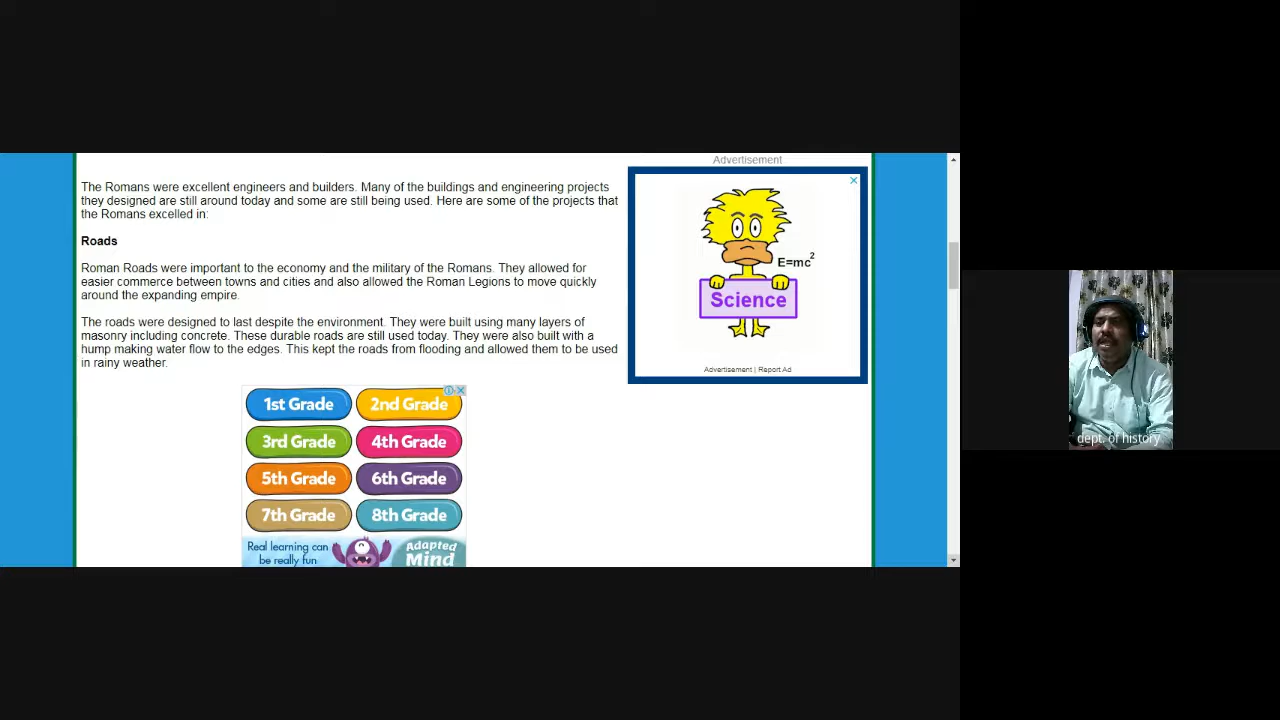 Advertisement
The Romans were excellent engineers and builders. Many of the buildings and engineering projects
they designed are still around today and some are still being used. Here are some of the projects that
the Romans excelled in:
Roads
Roman Roads were important to the economy and the military of the Romans. They allowed for
easier commerce between towns and cities and also allowed the Roman Legions to move quickly
around the expanding empire.
The roads were designed to last despite the environment. They were built using many layers of
masonry including concrete. These durable roads are still used today. They were also built with a
hump making water flow to the edges. This kept the roads from flooding and allowed them to be used
in rainy weather.
E=mc²
Science
Advertisement | Report Ad
1st Grade 2nd Grade
3rd Grade 4th Grade
5th Grade 6th Grade
7th Grade 8th Grade
Real learning can
be really fun
Adapted
Mind
dept. of history